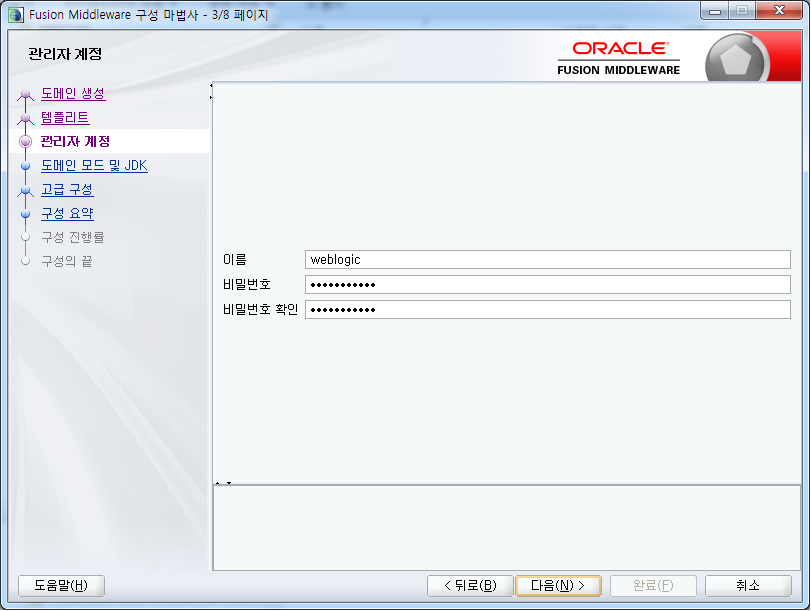 Fusion Middleware 구성 마법사 - 3/8 페이지
관리자 계정
ORACLE
FUSION MIDDLEWARE
도메인 생성
템플리트
관리자 계정
도메인 모드 및 JDK
고급 구성
구성 요약
구성 진행률
구성의 끝
이름 weblogic
비밀번호 •••••••••••
비밀번호 확인 •••••••••••
도움말(H) < 뒤로(B) 다음(N) > 완료(F) 취소